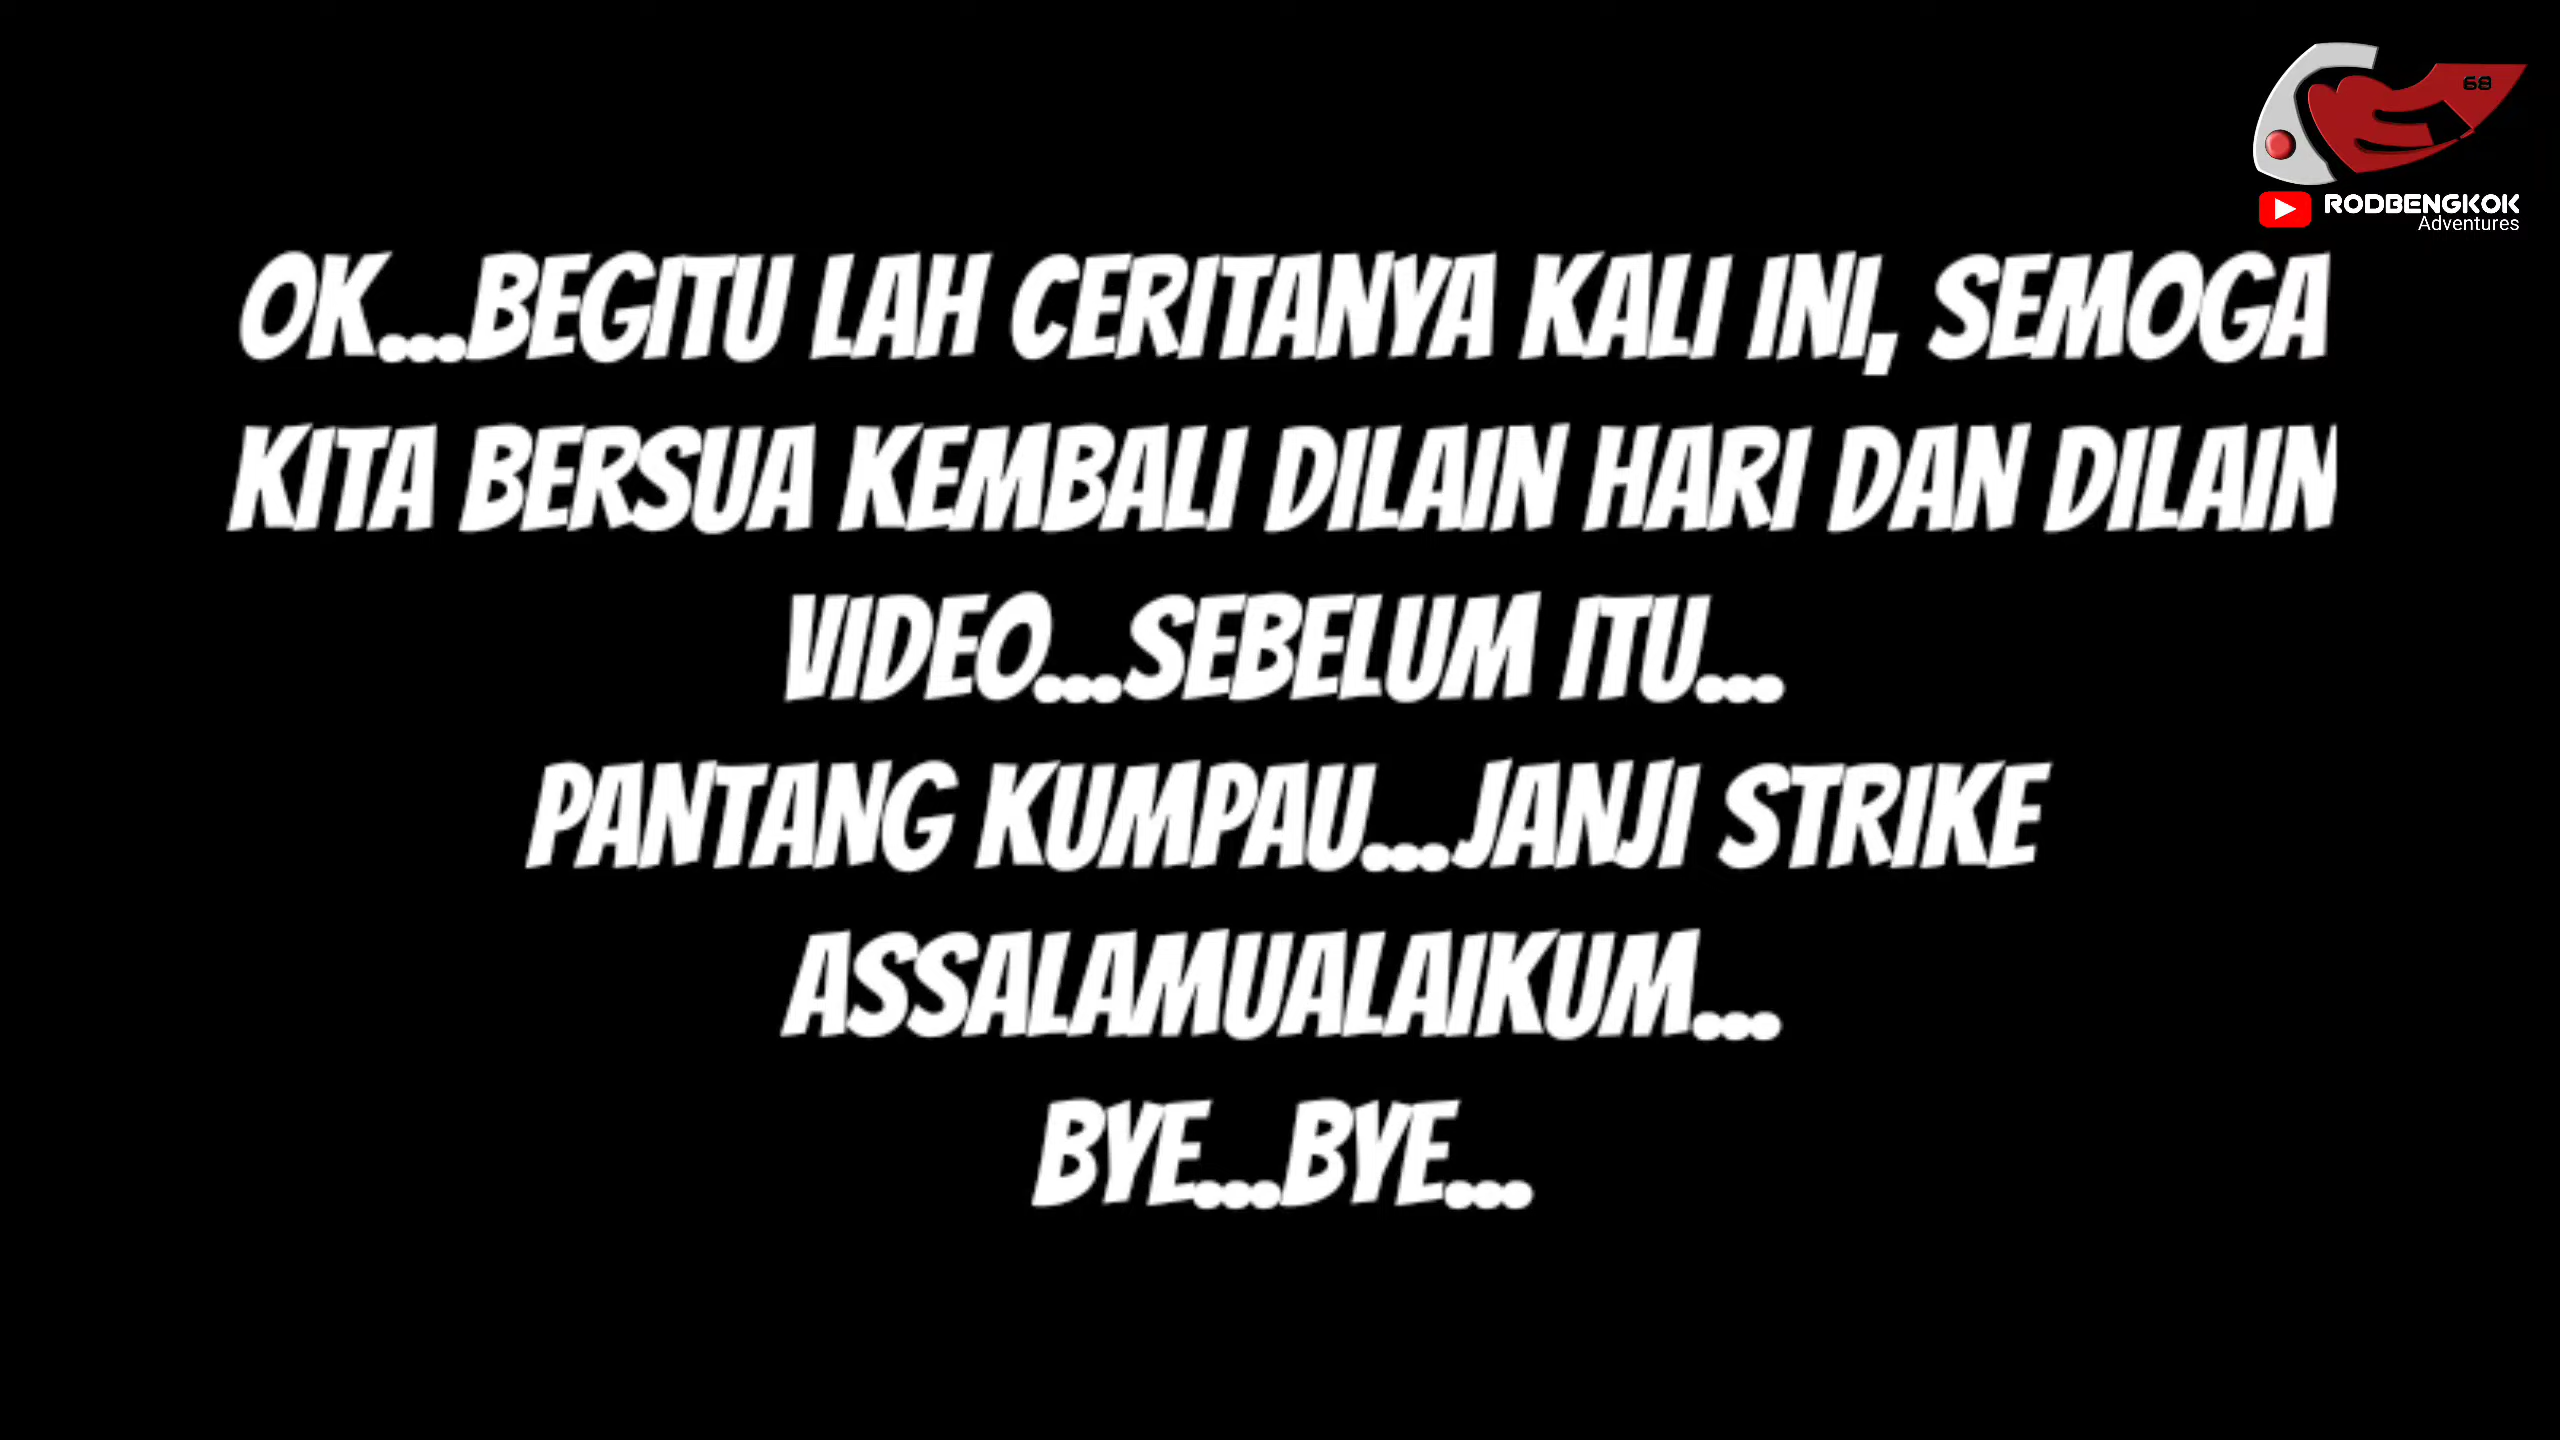 68
RODBENGKOK
Adventures
OK...BEGITU LAH CERITANYA KALI INI, SEMOGA
KITA BERSUA KEMBALI DILAIN HARI DAN DILAIN
VIDEO...SEBELUM ITU...
PANTANG KUMPAU...JANJI STRIKE
ASSALAMUALAIKUM...
BYE...BYE...